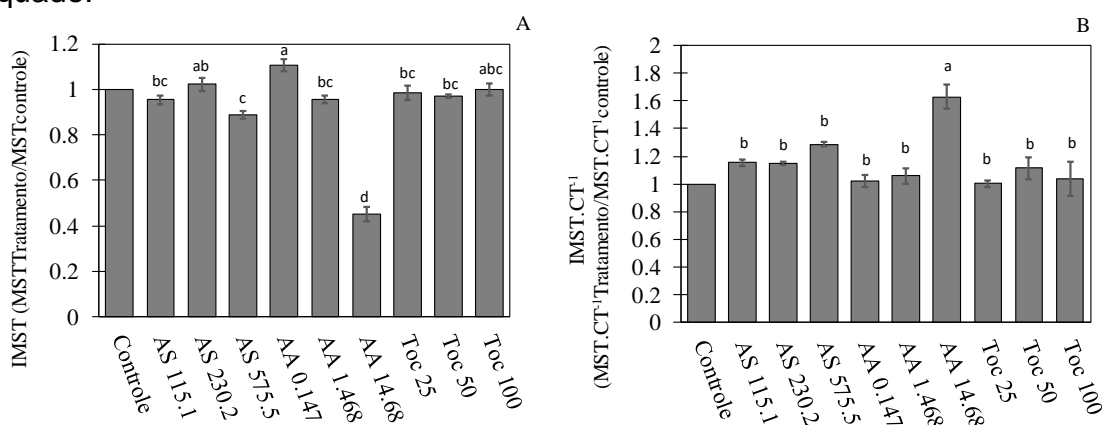 quado.
A
IMST (MSTTratamento/MSTcontrole)
1.2
1
0.8
0.6
0.4
0.2
0
bc
ab
c
a
bc
d
bc
bc
abc
Controle
AS 115.1
AS 230.2
AS 575.5
AA 0.147
AA 1.468
AA 14.68
Toc 25
Toc 50
Toc 100
B
IMST.CT⁻¹
(MST.CT⁻¹Tratamento/MST.CT¹controle)
2
1.8
1.6
1.4
1.2
1
0.8
0.6
0.4
0.2
0
b
b
b
b
b
a
b
b
b
Controle
AS 115.1
AS 230.2
AS 575.5
AA 0.147
AA 1.468
AA 14.68
Toc 25
Toc 50
Toc 100